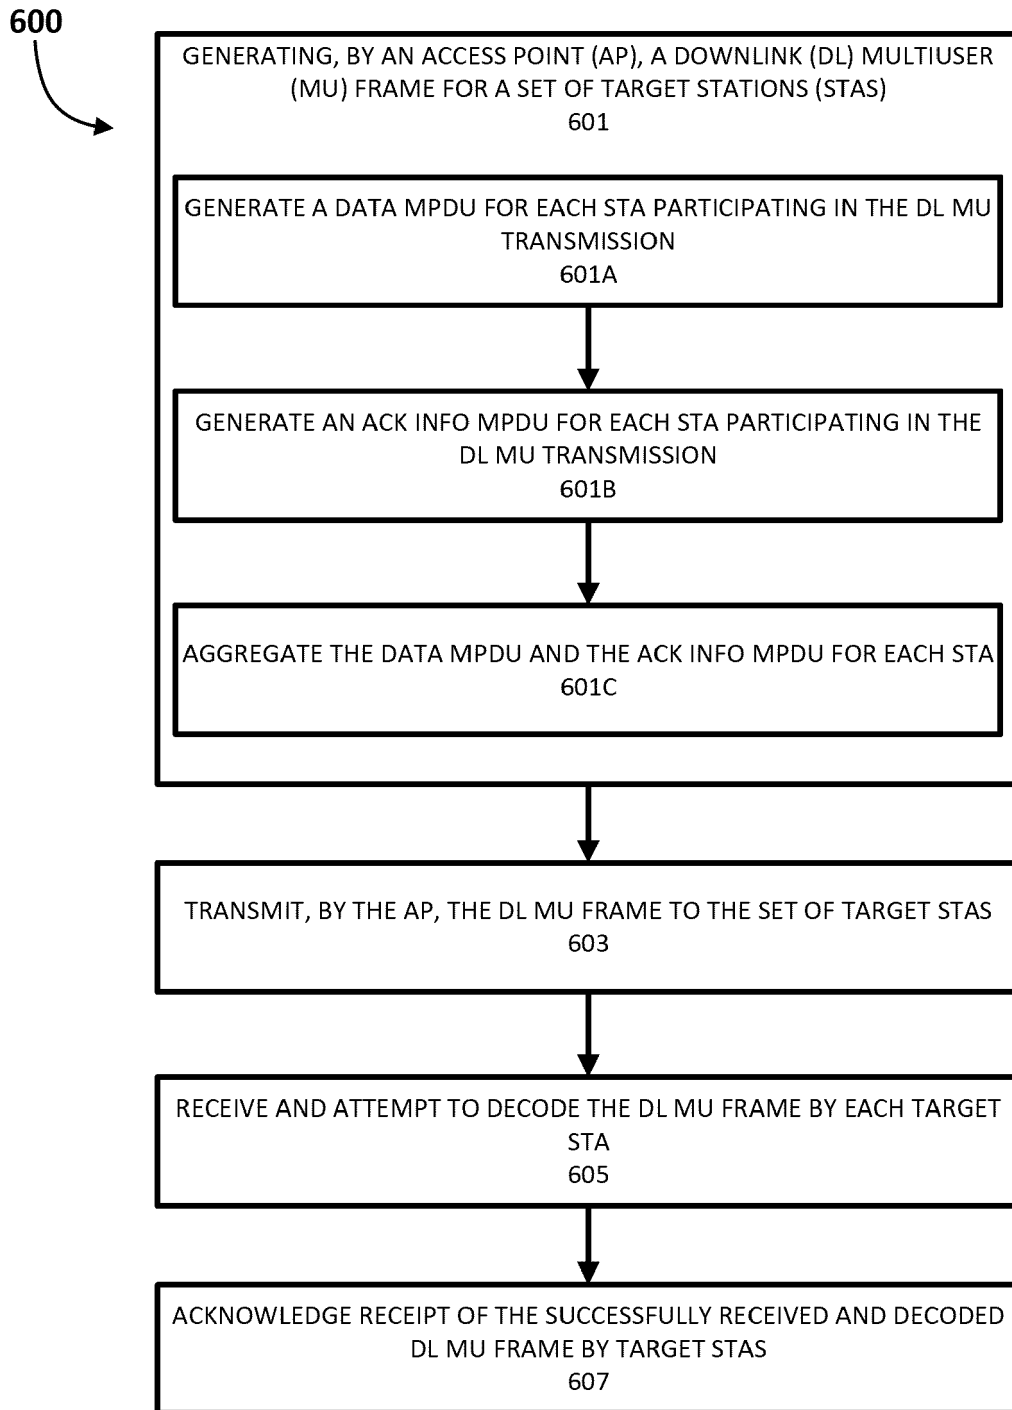 600
GENERATING, BY AN ACCESS POINT (AP), A DOWNLINK (DL) MULTIUSER
(MU) FRAME FOR A SET OF TARGET STATIONS (STAS)
601
GENERATE A DATA MPDU FOR EACH STA PARTICIPATING IN THE DL MU
TRANSMISSION
601A
GENERATE AN ACK INFO MPDU FOR EACH STA PARTICIPATING IN THE
DL MU TRANSMISSION
601B
AGGREGATE THE DATA MPDU AND THE ACK INFO MPDU FOR EACH STA
601C
TRANSMIT, BY THE AP, THE DL MU FRAME TO THE SET OF TARGET STAS
603
RECEIVE AND ATTEMPT TO DECODE THE DL MU FRAME BY EACH TARGET
STA
605
ACKNOWLEDGE RECEIPT OF THE SUCCESSFULLY RECEIVED AND DECODED
DL MU FRAME BY TARGET STAS
607